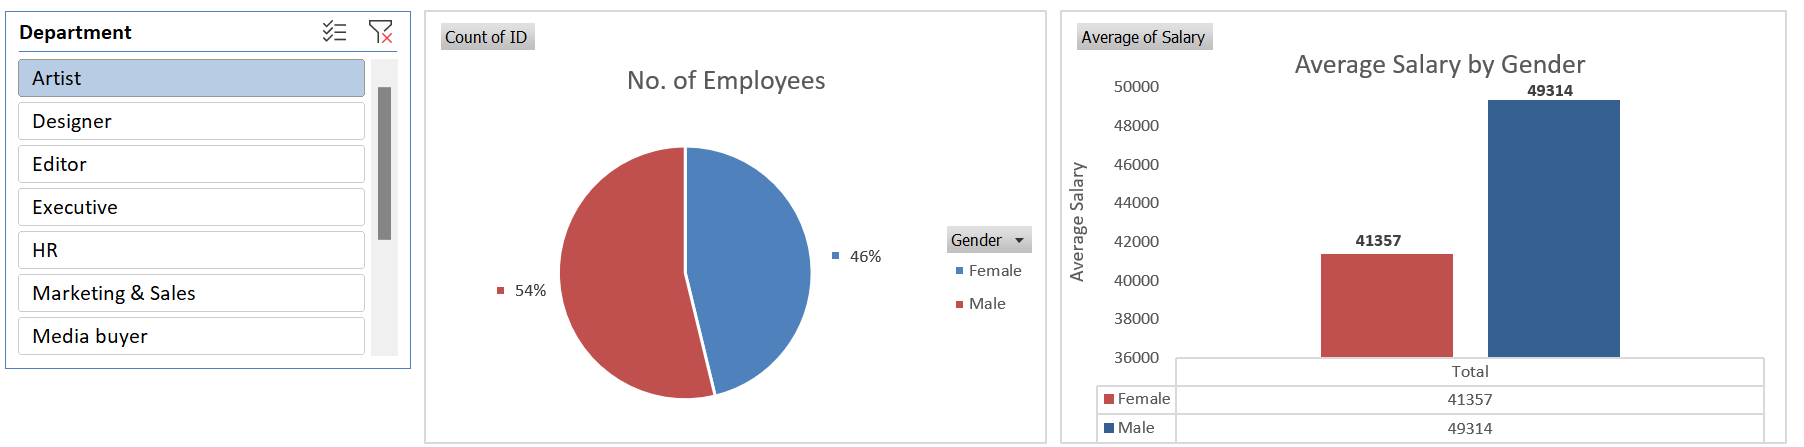 Department
Artist
Designer
Editor
Executive
HR
Marketing & Sales
Media buyer
Count of ID
No. of Employees
46%
54%
Gender
Female
Male
Average of Salary
Average Salary by Gender
Average Salary
50000
48000
46000
44000
42000
40000
38000
36000
49314
41357
Total
Female 41357
Male 49314